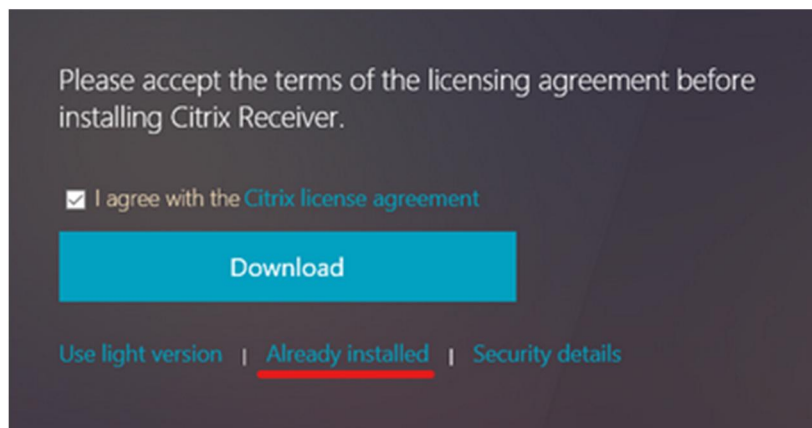 Please accept the terms of the licensing agreement before
installing Citrix Receiver.
I agree with the Citrix license agreement
Download
Use light version | Already installed | Security details